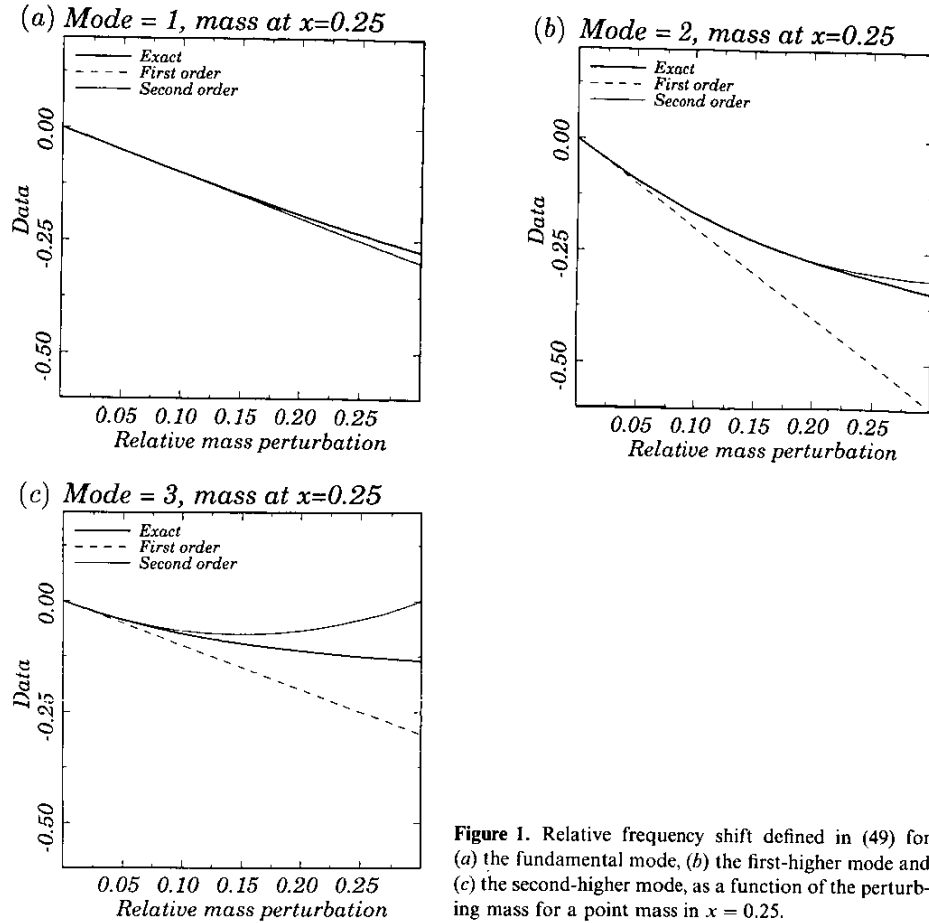 (a) Mode = 1, mass at x=0.25
Exact
First order
Second order
0.00
-0.25
-0.50
Data
0.05 0.10 0.15 0.20 0.25
Relative mass perturbation
(b) Mode = 2, mass at x=0.25
Exact
First order
Second order
0.00
-0.25
-0.50
Data
0.05 0.10 0.15 0.20 0.25
Relative mass perturbation
(c) Mode = 3, mass at x=0.25
Exact
First order
Second order
0.00
-0.25
-0.50
Data
0.05 0.10 0.15 0.20 0.25
Relative mass perturbation
Figure 1. Relative frequency shift defined in (49) for
(a) the fundamental mode, (b) the first-higher mode and
(c) the second-higher mode, as a function of the perturb-
ing mass for a point mass in x = 0.25.